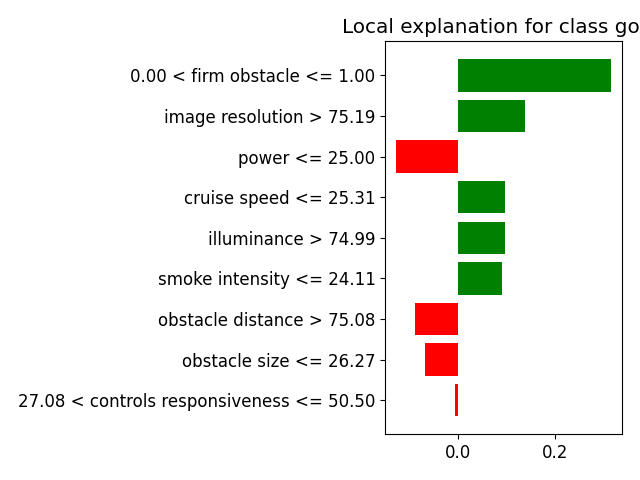 Local explanation for class go
0.00 < firm obstacle <= 1.00
image resolution > 75.19
power <= 25.00
cruise speed <= 25.31
illuminance > 74.99
smoke intensity <= 24.11
obstacle distance > 75.08
obstacle size <= 26.27
27.08 < controls responsiveness <= 50.50
0.0 0.2